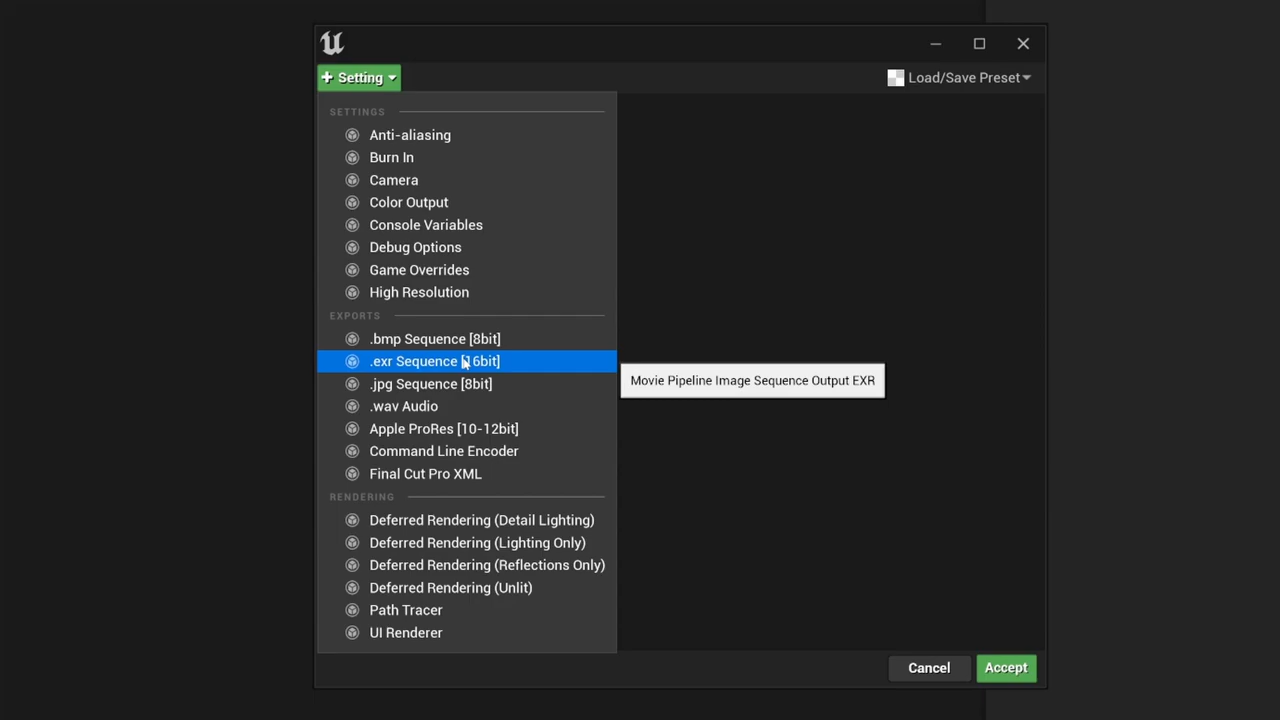 Setting
Load/Save Preset
SETTINGS
Anti-aliasing
Burn In
Camera
Color Output
Console Variables
Debug Options
Game Overrides
High Resolution
EXPORTS
.bmp Sequence [8bit]
.exr Sequence [16bit]
Movie Pipeline Image Sequence Output EXR
.jpg Sequence [8bit]
.wav Audio
Apple ProRes [10-12bit]
Command Line Encoder
Final Cut Pro XML
RENDERING
Deferred Rendering (Detail Lighting)
Deferred Rendering (Lighting Only)
Deferred Rendering (Reflections Only)
Deferred Rendering (Unlit)
Path Tracer
UI Renderer
Cancel
Accept